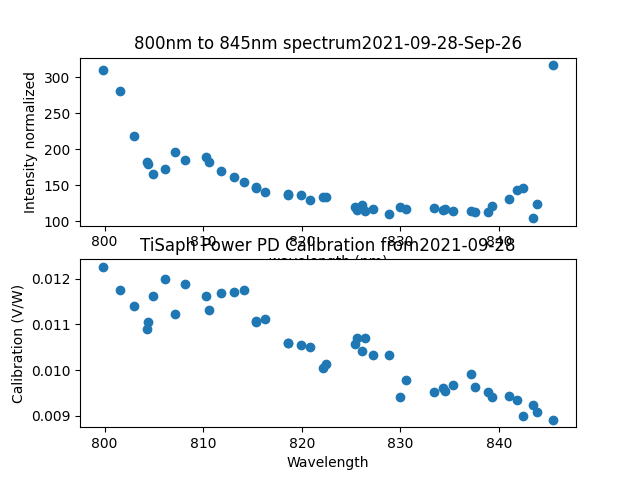 800nm to 845nm spectrum2021-09-28-Sep-26
Intensity normalized
300
250
200
150
100
800 810 820 830 840
wavelength (nm)
TiSaph Power PD Calibration from2021-09-28
Calibration (V/W)
0.012
0.011
0.010
0.009
800 810 820 830 840
Wavelength